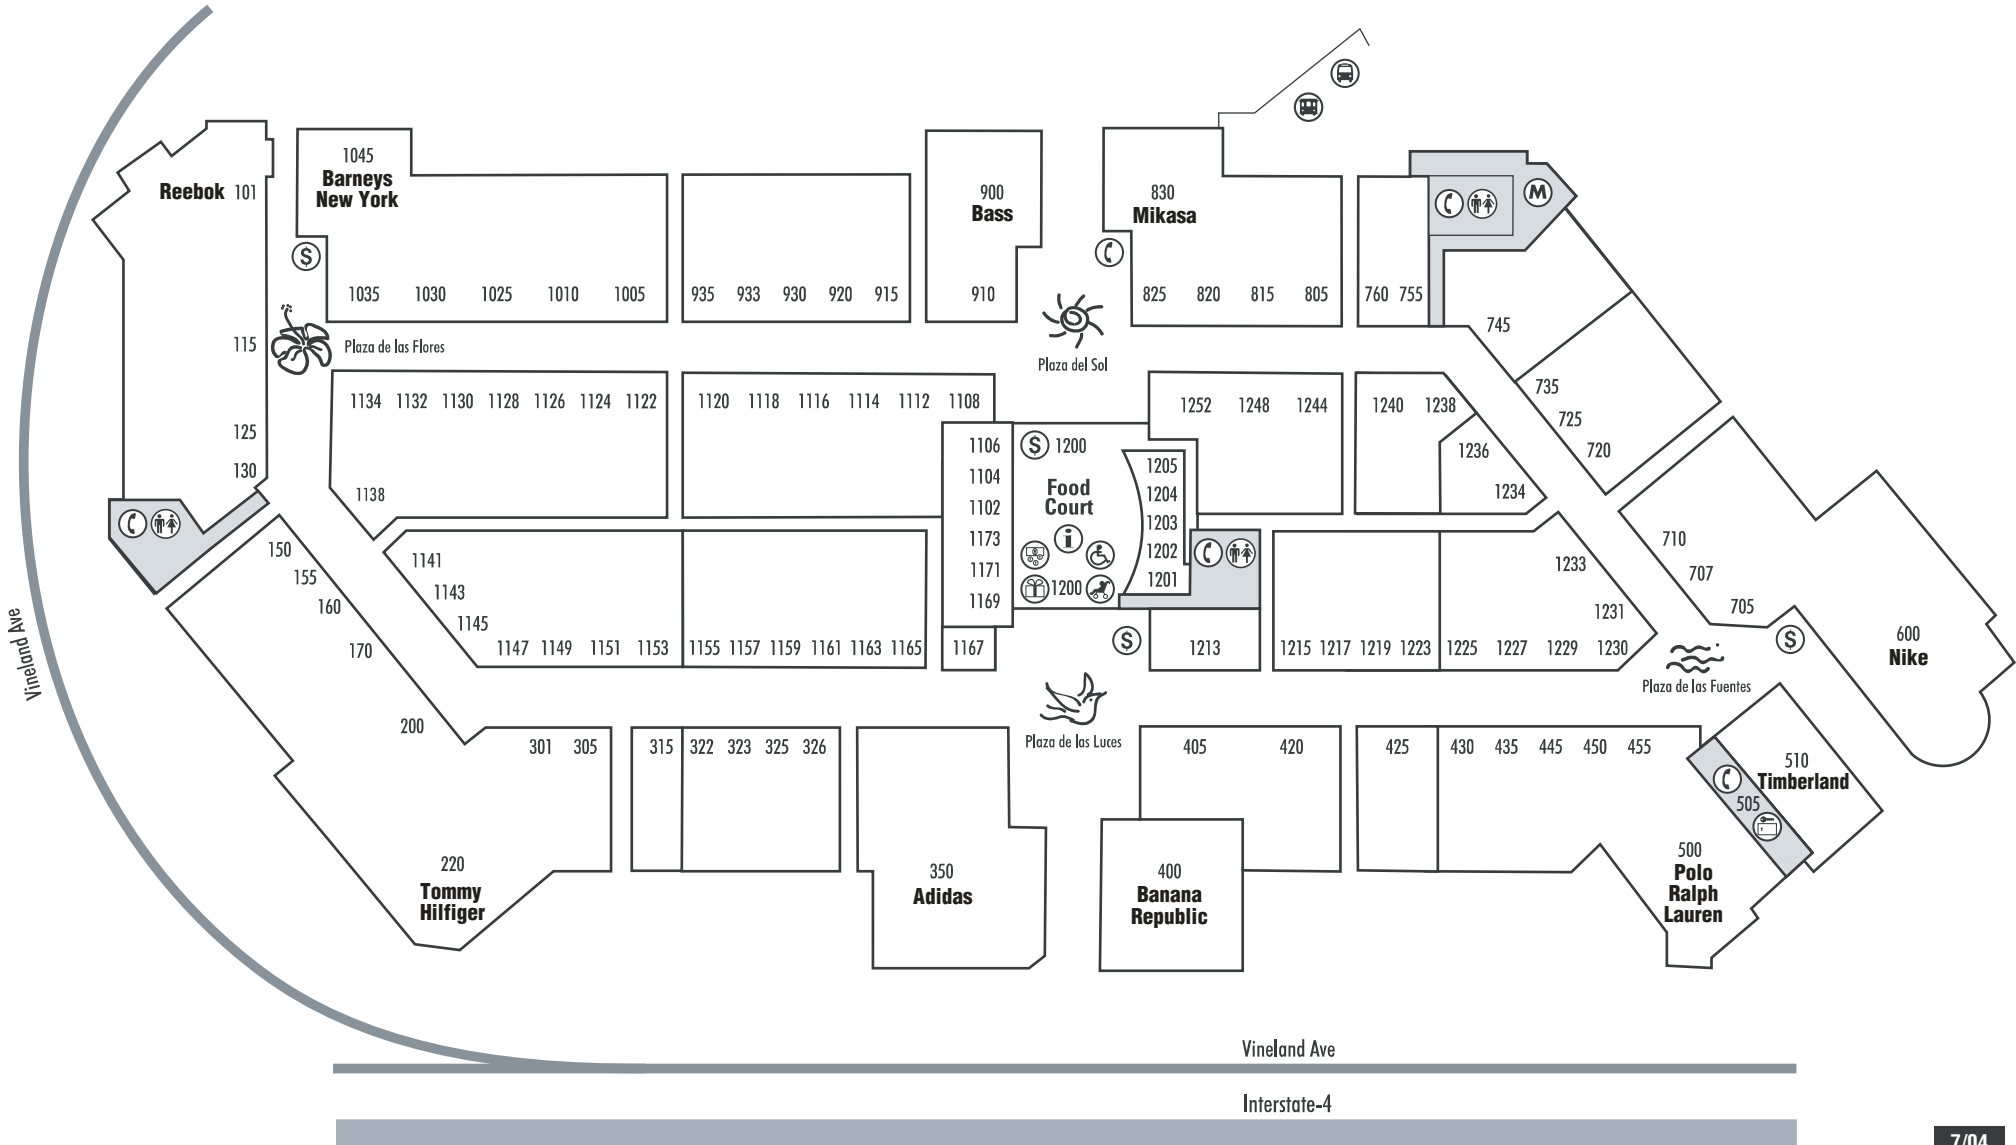 1045
Barneys
New York
Reebok 101
900
Bass
830
Mikasa
M
$
1035 1030 1025 1010 1005
935 933 930 920 915
910
825 820 815 805
760 755
745
115
Plaza de las Flores
Plaza del Sol
735
725
720
1134 1132 1130 1128 1126 1124 1122
1120 1118 1116 1114 1112 1108
1252 1248 1244
1240 1238
1236
1234
125
130
1138
1106
1104
1102
1173
1171
1169
1167
$ 1200
Food
Court
i
1200
1205
1204
1203
1202
1201
150
155
160
170
200
1141
1143
1145
1147 1149 1151 1153
1155 1157 1159 1161 1163 1165
$
1213
1215 1217 1219 1223
1225 1227 1229 1230
1233
1231
710
707
705
$
600
Nike
Plaza de las Fuentes
Plaza de las Luces
301 305
315
322 323 325 326
405 420
425
430 435 445 450 455
510
Timberland
505
220
Tommy
Hilfiger
350
Adidas
400
Banana
Republic
500
Polo
Ralph
Lauren
Vineland Ave
Vineland Ave
Interstate-4
7/04